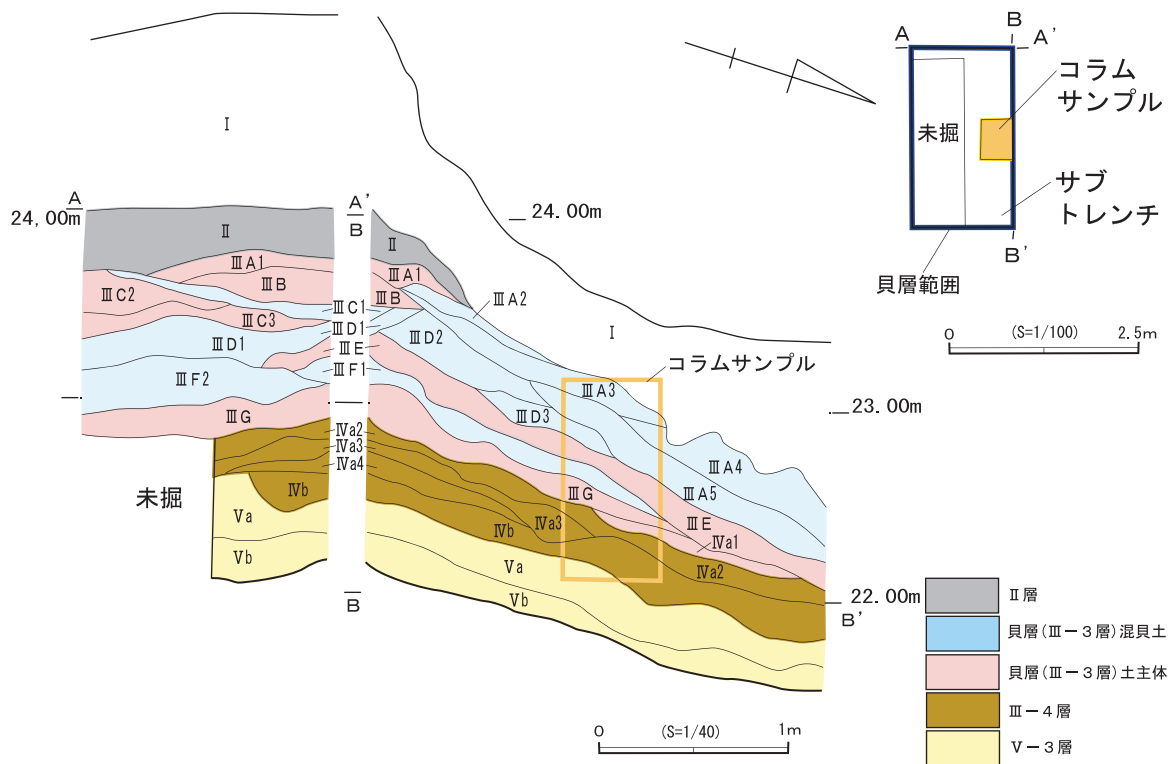 A
B
A'
コラム
サンプル
未掘
サブ
トレンチ
B'
貝層範囲
0
(S=1/100)
2.5m
I
A
24,00m
A'
B
24.00m
Ⅱ
Ⅱ
ⅢA1
ⅢA1
ⅢB
ⅢB
ⅢA2
ⅢC2
ⅢC1
ⅢC3
ⅢD1
ⅢD1
ⅢD2
I
ⅢE
ⅢF1
コラムサンプル
ⅢF2
ⅢA3
23.00m
ⅢG
ⅢD3
Ⅳa2
Ⅳa3
Ⅳa4
ⅢA4
ⅢA5
未掘
Ⅳb
ⅢG
ⅢE
Ⅳa3
Ⅳa1
Ⅴa
Ⅳb
Ⅳa2
Ⅴb
Ⅴa
Ⅴb
B
22.00m
B'
Ⅱ層
貝層(Ⅲ-3層)混貝土
貝層(Ⅲ-3層)土主体
Ⅲ-4層
Ⅴ-3層
0
(S=1/40)
1m